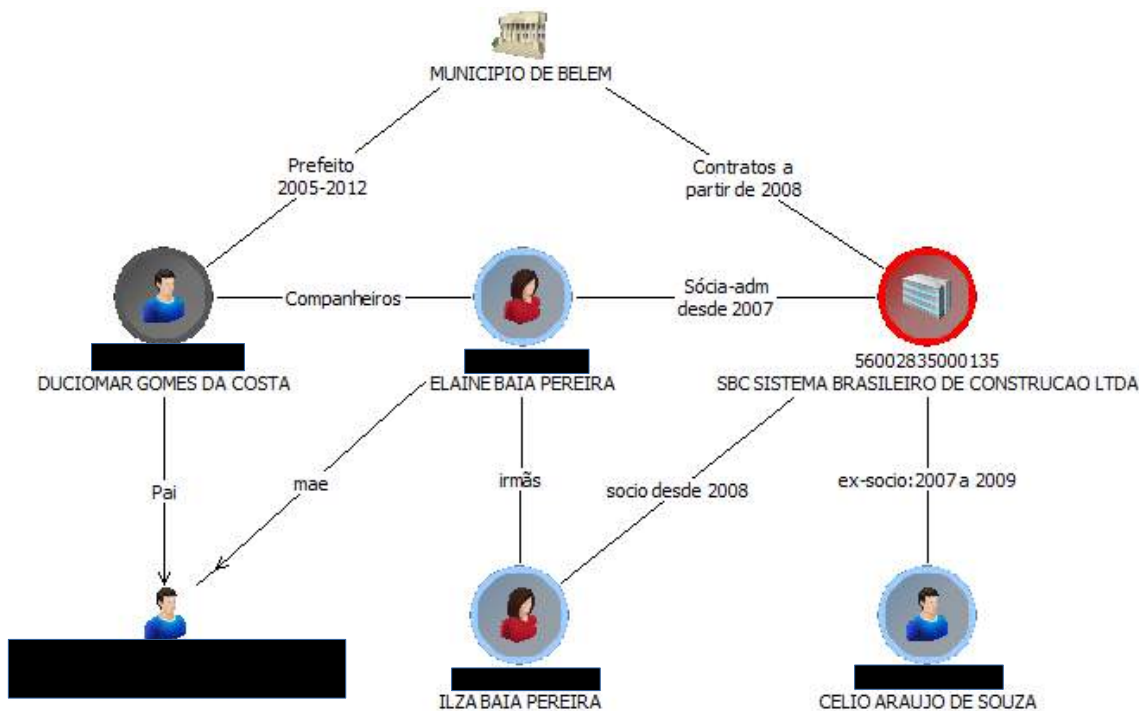 MUNICIPIO DE BELEM
Prefeito
2005-2012
Contratos a
partir de 2008
Companheiros
Sócia-adm
desde 2007
DUCIOMAR GOMES DA COSTA
ELAINE BAIA PEREIRA
56002835000135
SBC SISTEMA BRASILEIRO DE CONSTRUCAO LTDA
Pai
mae
irmãs
socio desde 2008
ex-socio:2007 a 2009
ILZA BAIA PEREIRA
CELIO ARAUJO DE SOUZA